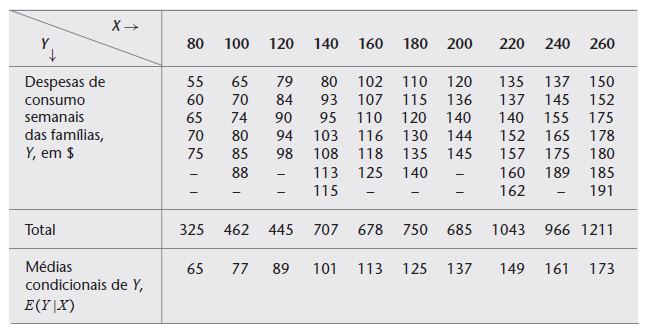 X →
Y ↓ 80 100 120 140 160 180 200 220 240 260
Despesas de 55 65 79 80 102 110 120 135 137 150
consumo 60 70 84 93 107 115 136 137 145 152
semanais 65 74 90 95 110 120 140 140 155 175
das famílias, 70 80 94 103 116 130 144 152 165 178
Y, em $ 75 85 98 108 118 135 145 157 175 180
– 88 – 113 125 140 – 160 189 185
– – – 115 – – – 162 – 191
Total 325 462 445 707 678 750 685 1043 966 1211
Médias 65 77 89 101 113 125 137 149 161 173
condicionais de Y,
E(Y|X)